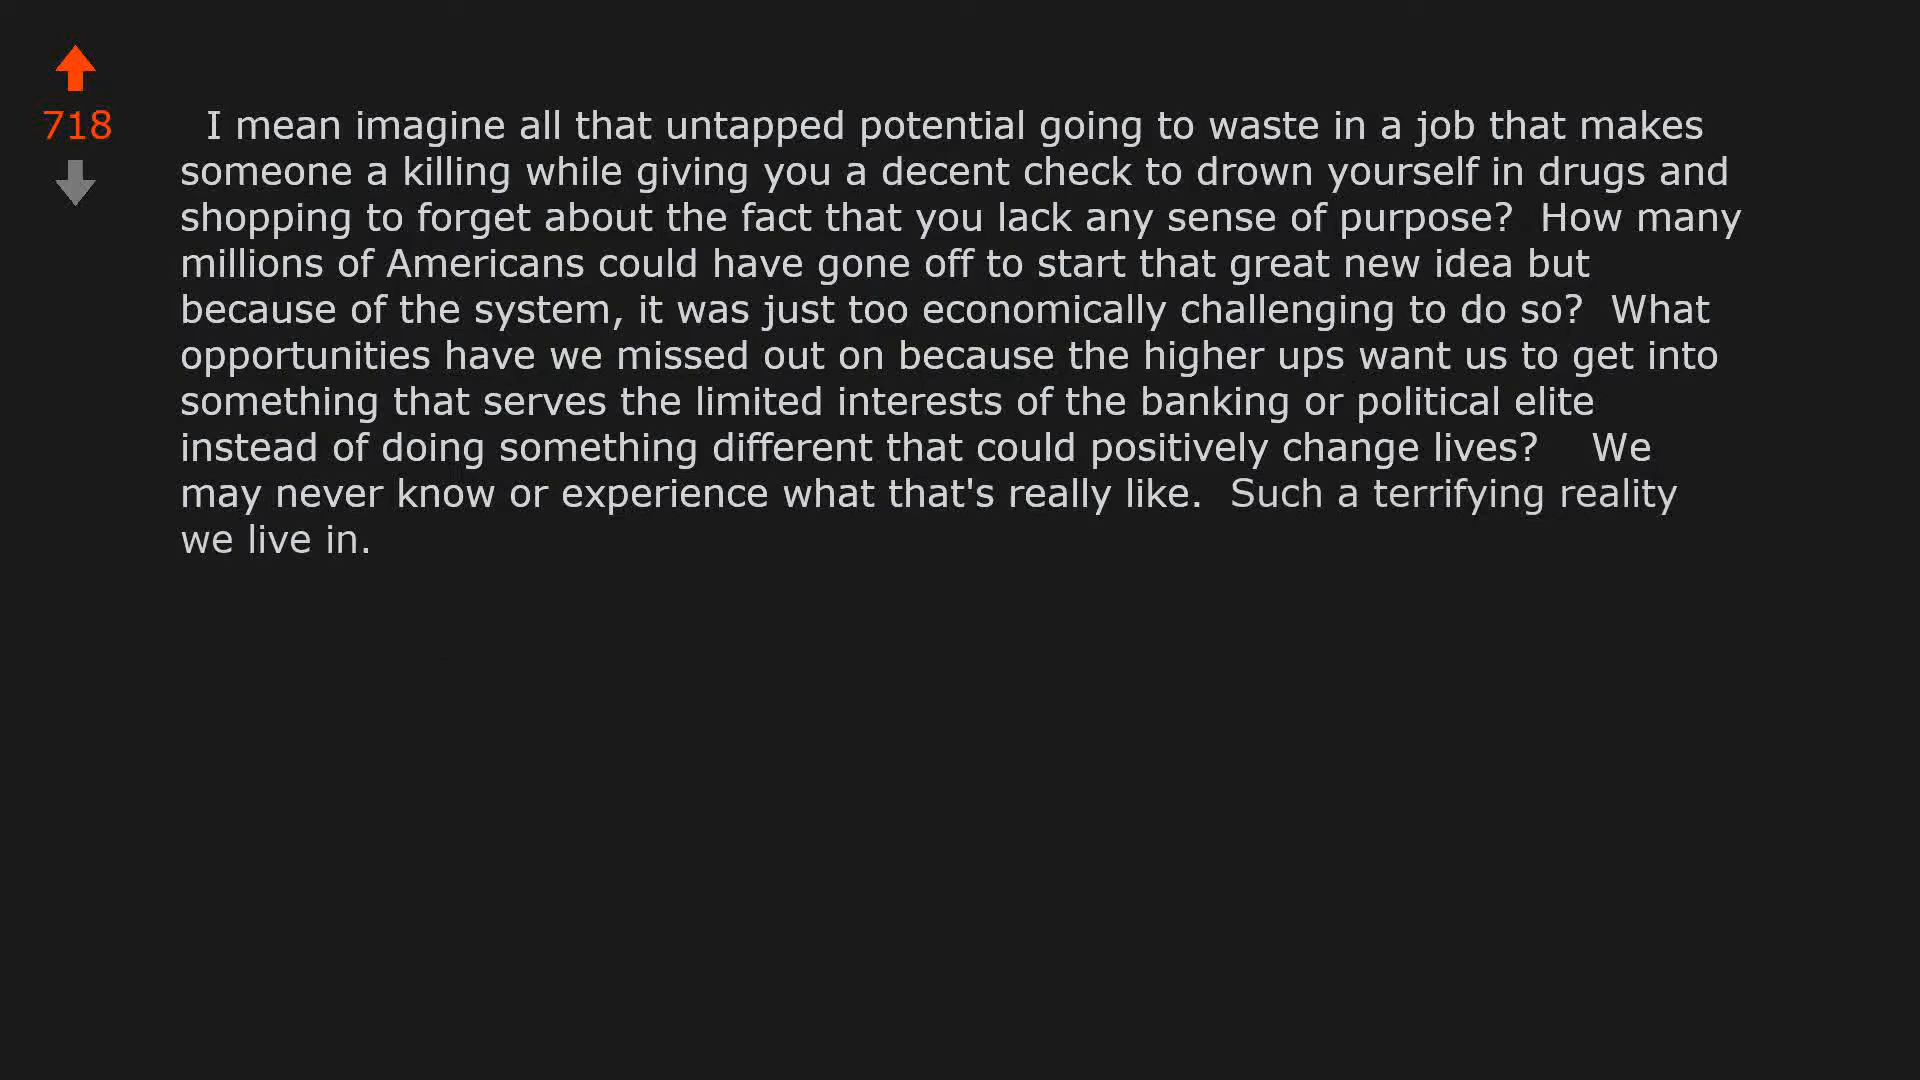 718
I mean imagine all that untapped potential going to waste in a job that makes
someone a killing while giving you a decent check to drown yourself in drugs and
shopping to forget about the fact that you lack any sense of purpose?  How many
millions of Americans could have gone off to start that great new idea but
because of the system, it was just too economically challenging to do so?  What
opportunities have we missed out on because the higher ups want us to get into
something that serves the limited interests of the banking or political elite
instead of doing something different that could positively change lives?    We
may never know or experience what that's really like.  Such a terrifying reality
we live in.